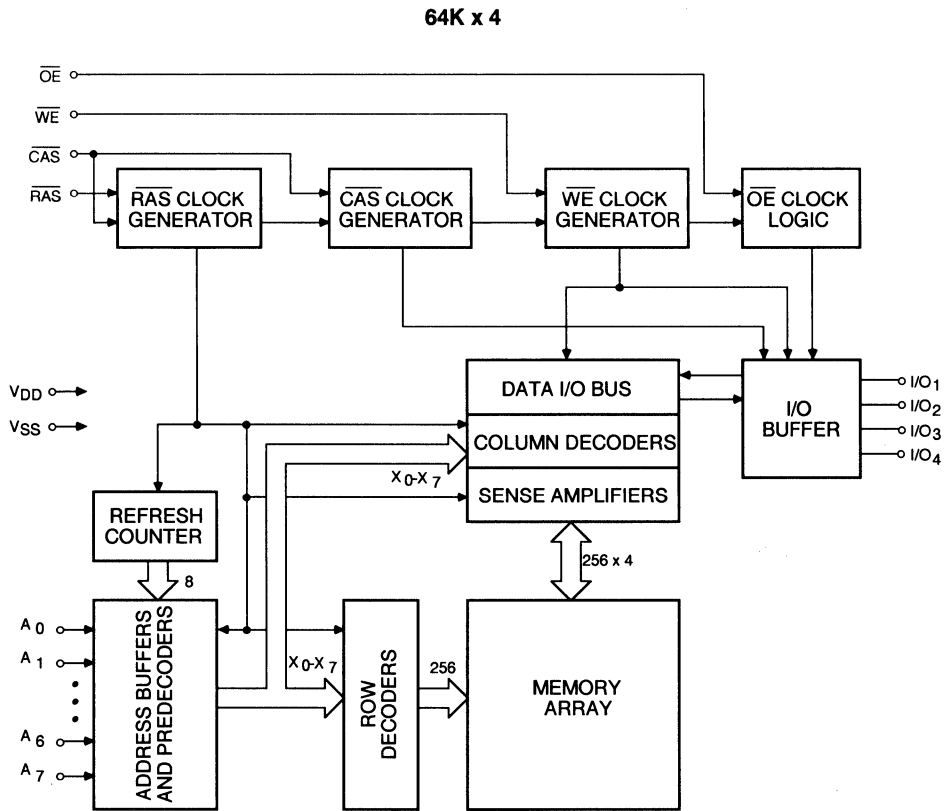 64K x 4
OE
WE
CAS
RAS
RAS CLOCK
GENERATOR
CAS CLOCK
GENERATOR
WE CLOCK
GENERATOR
OE CLOCK
LOGIC
VDD
VSS
DATA I/O BUS
COLUMN DECODERS
SENSE AMPLIFIERS
I/O
BUFFER
I/O1
I/O2
I/O3
I/O4
X0-X7
REFRESH
COUNTER
8
256 x 4
A0
A1
A6
A7
ADDRESS BUFFERS
AND PREDECODERS
X0-X7
ROW
DECODERS
256
MEMORY
ARRAY